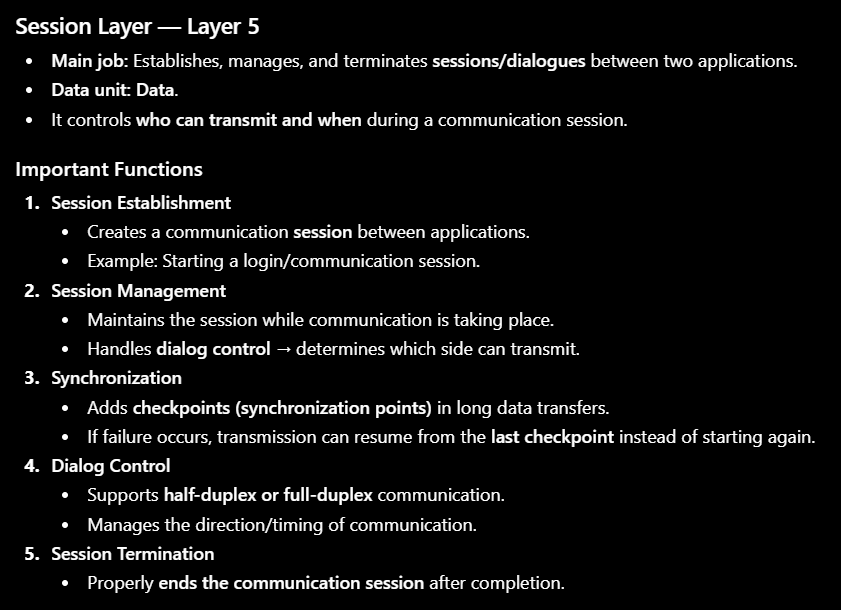 Session Layer — Layer 5
• Main job: Establishes, manages, and terminates sessions/dialogues between two applications.
• Data unit: Data.
• It controls who can transmit and when during a communication session.
Important Functions
1. Session Establishment
• Creates a communication session between applications.
• Example: Starting a login/communication session.
2. Session Management
• Maintains the session while communication is taking place.
• Handles dialog control → determines which side can transmit.
3. Synchronization
• Adds checkpoints (synchronization points) in long data transfers.
• If failure occurs, transmission can resume from the last checkpoint instead of starting again.
4. Dialog Control
• Supports half-duplex or full-duplex communication.
• Manages the direction/timing of communication.
5. Session Termination
• Properly ends the communication session after completion.